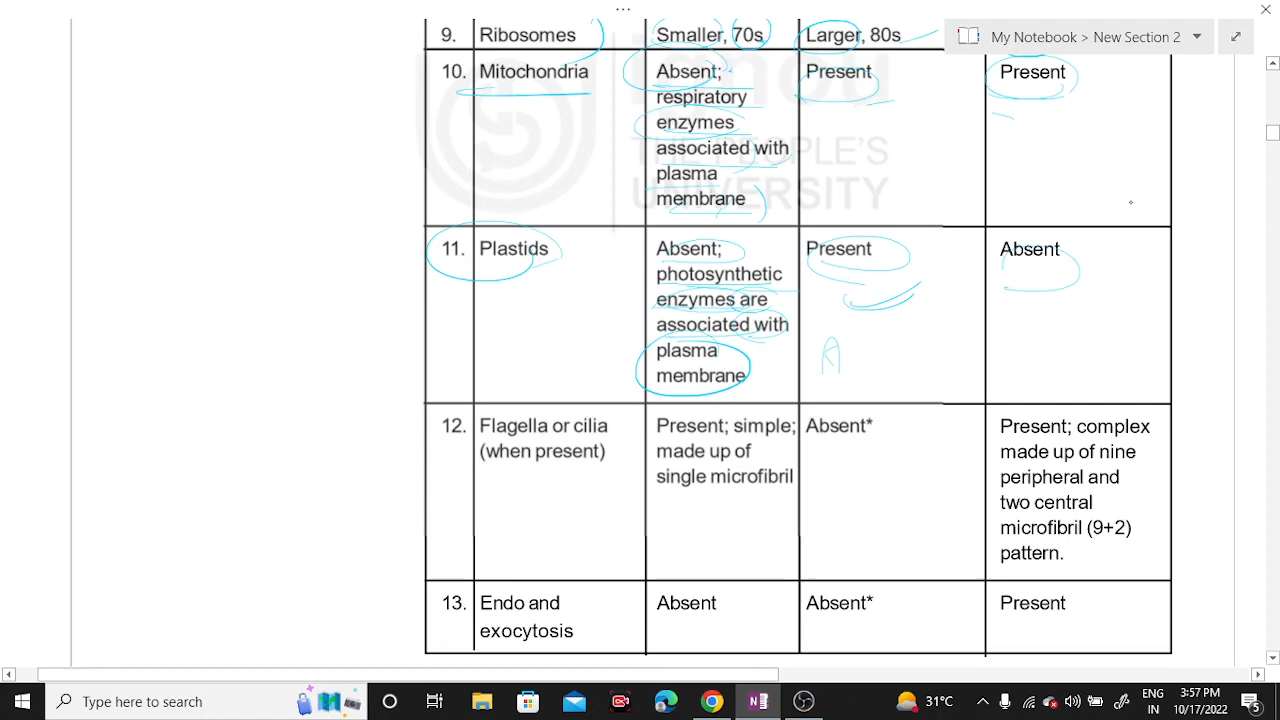 ...
My Notebook > New Section 2
9. Ribosomes Smaller, 70s Larger, 80s
10. Mitochondria Absent; Present Present
respiratory
enzymes
associated with
plasma
membrane
THE PEOPLE'S
UNIVERSITY
11. Plastids Absent; Present Absent
photosynthetic
enzymes are
associated with
plasma
membrane
A
12. Flagella or cilia Present; simple; Absent* Present; complex
(when present) made up of made up of nine
single microfibril peripheral and
two central
microfibril (9+2)
pattern.
13. Endo and Absent Absent* Present
exocytosis
Type here to search
31°C
ENG 3:57 PM
IN 10/17/2022
5